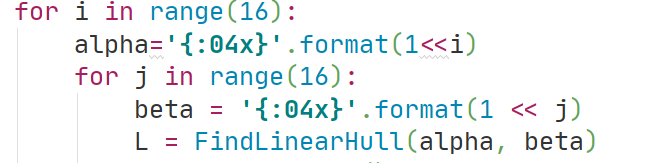 for i in range(16):
    alpha='{:04x}'.format(1<<i)
    for j in range(16):
        beta = '{:04x}'.format(1 << j)
        L = FindLinearHull(alpha, beta)